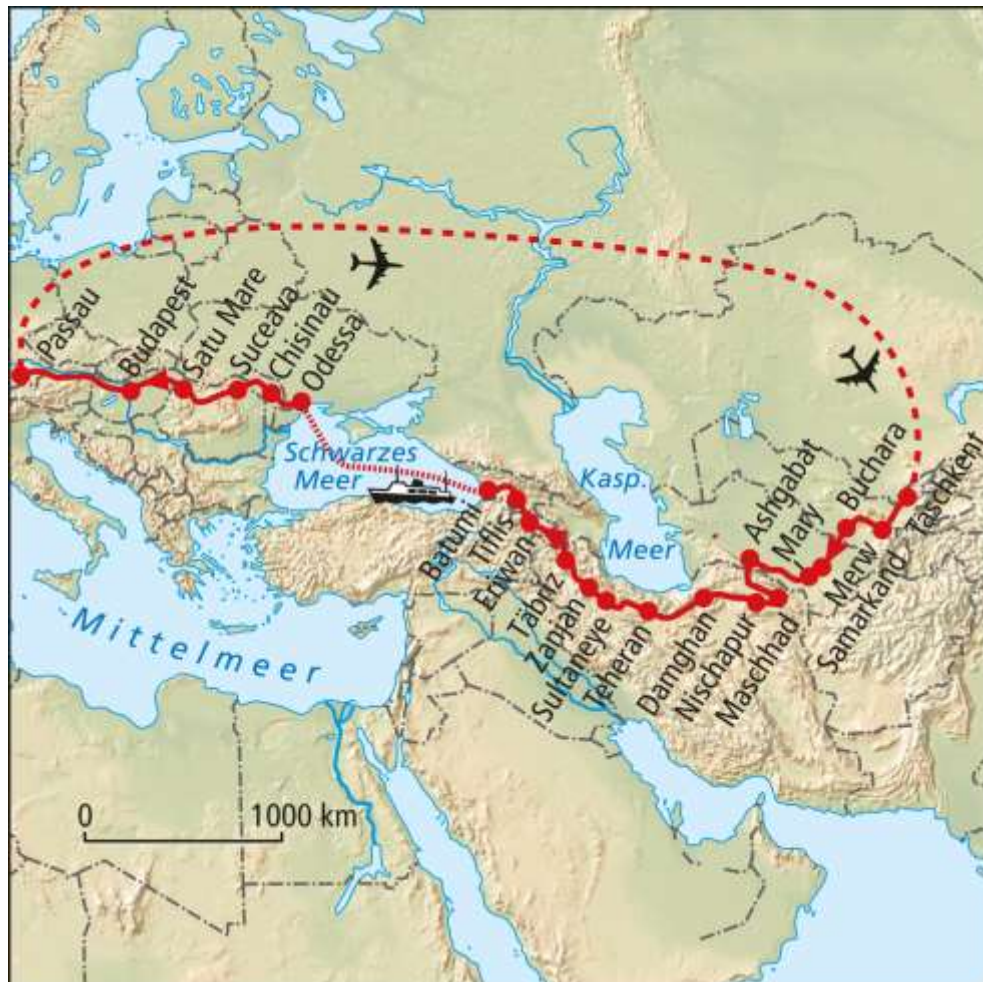 Passau
Budapest
Satu Mare
Suceava
Chisinau
Odessa
Schwarzes
Meer
Kasp.
Meer
Batumi
Tiflis
Eriwan
Täbriz
Zanjan
Sultaneye
Teheran
Damghan
Nischapur
Maschhad
Ashgabat
Mary
Merw
Buchara
Samarkand
Taschkent
Mittelmeer
0 1000 km